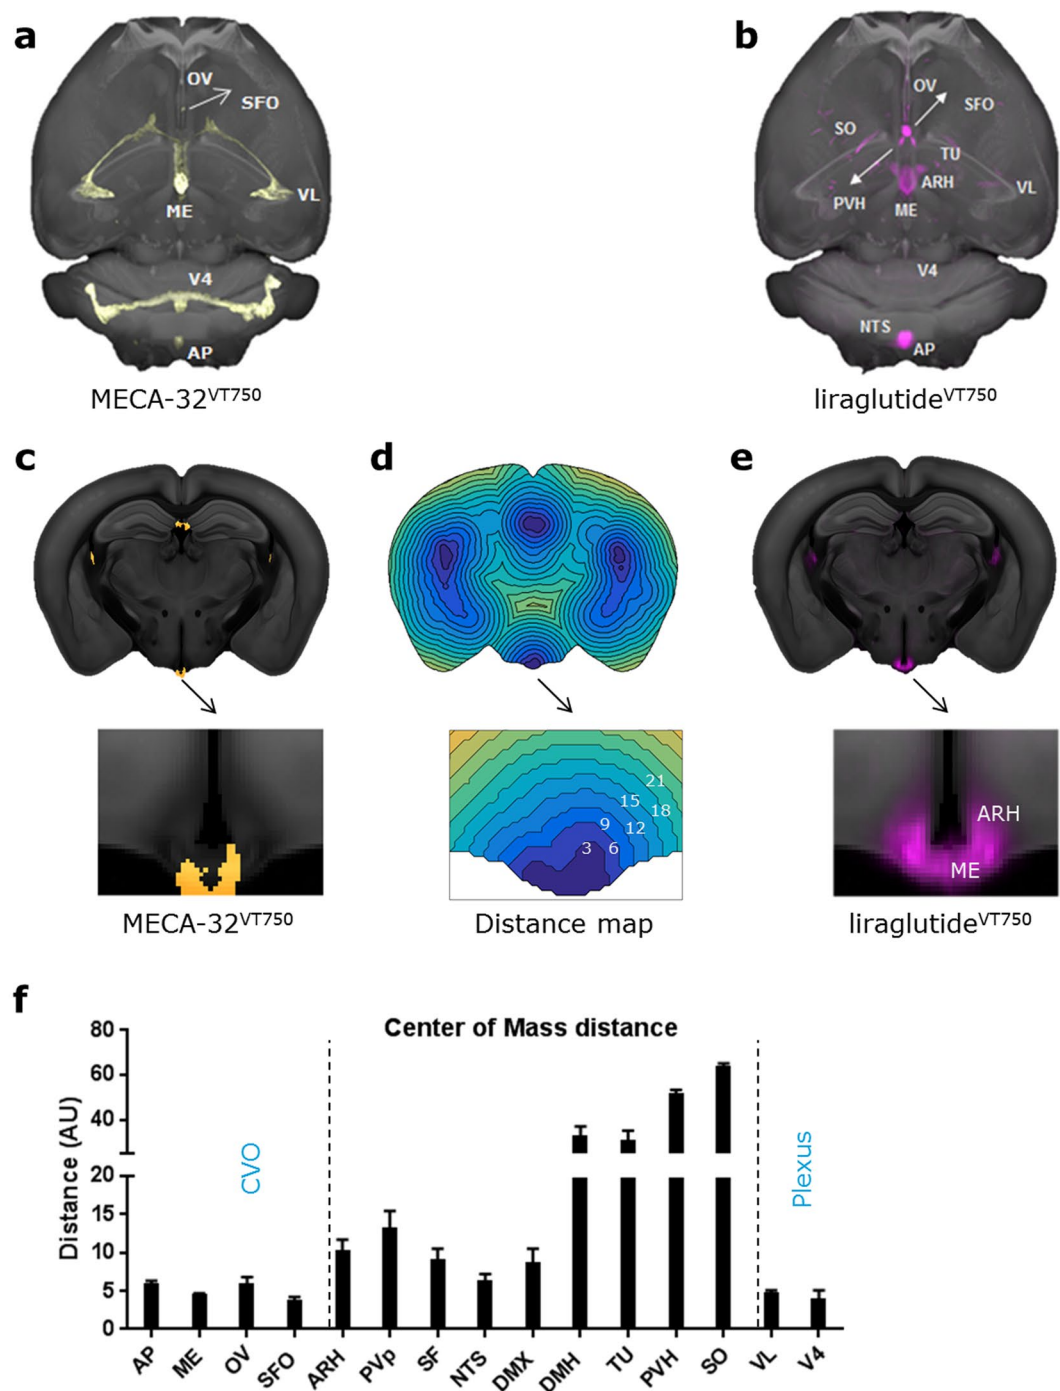 a
OV
SFO
VL
ME
V4
AP
MECA-32VT750
b
OV
SFO
SO
TU
ARH
VL
PVH
ME
V4
NTS
AP
liraglutideVT750
c
MECA-32VT750
d
21
15
18
9
12
3
6
Distance map
e
ARH
ME
liraglutideVT750
f
Center of Mass distance
Distance (AU)
80
60
40
20
15
10
5
0
CVO
Plexus
AP ME OV SFO ARH PVp SF NTS DMX DMH TU PVH SO VL V4